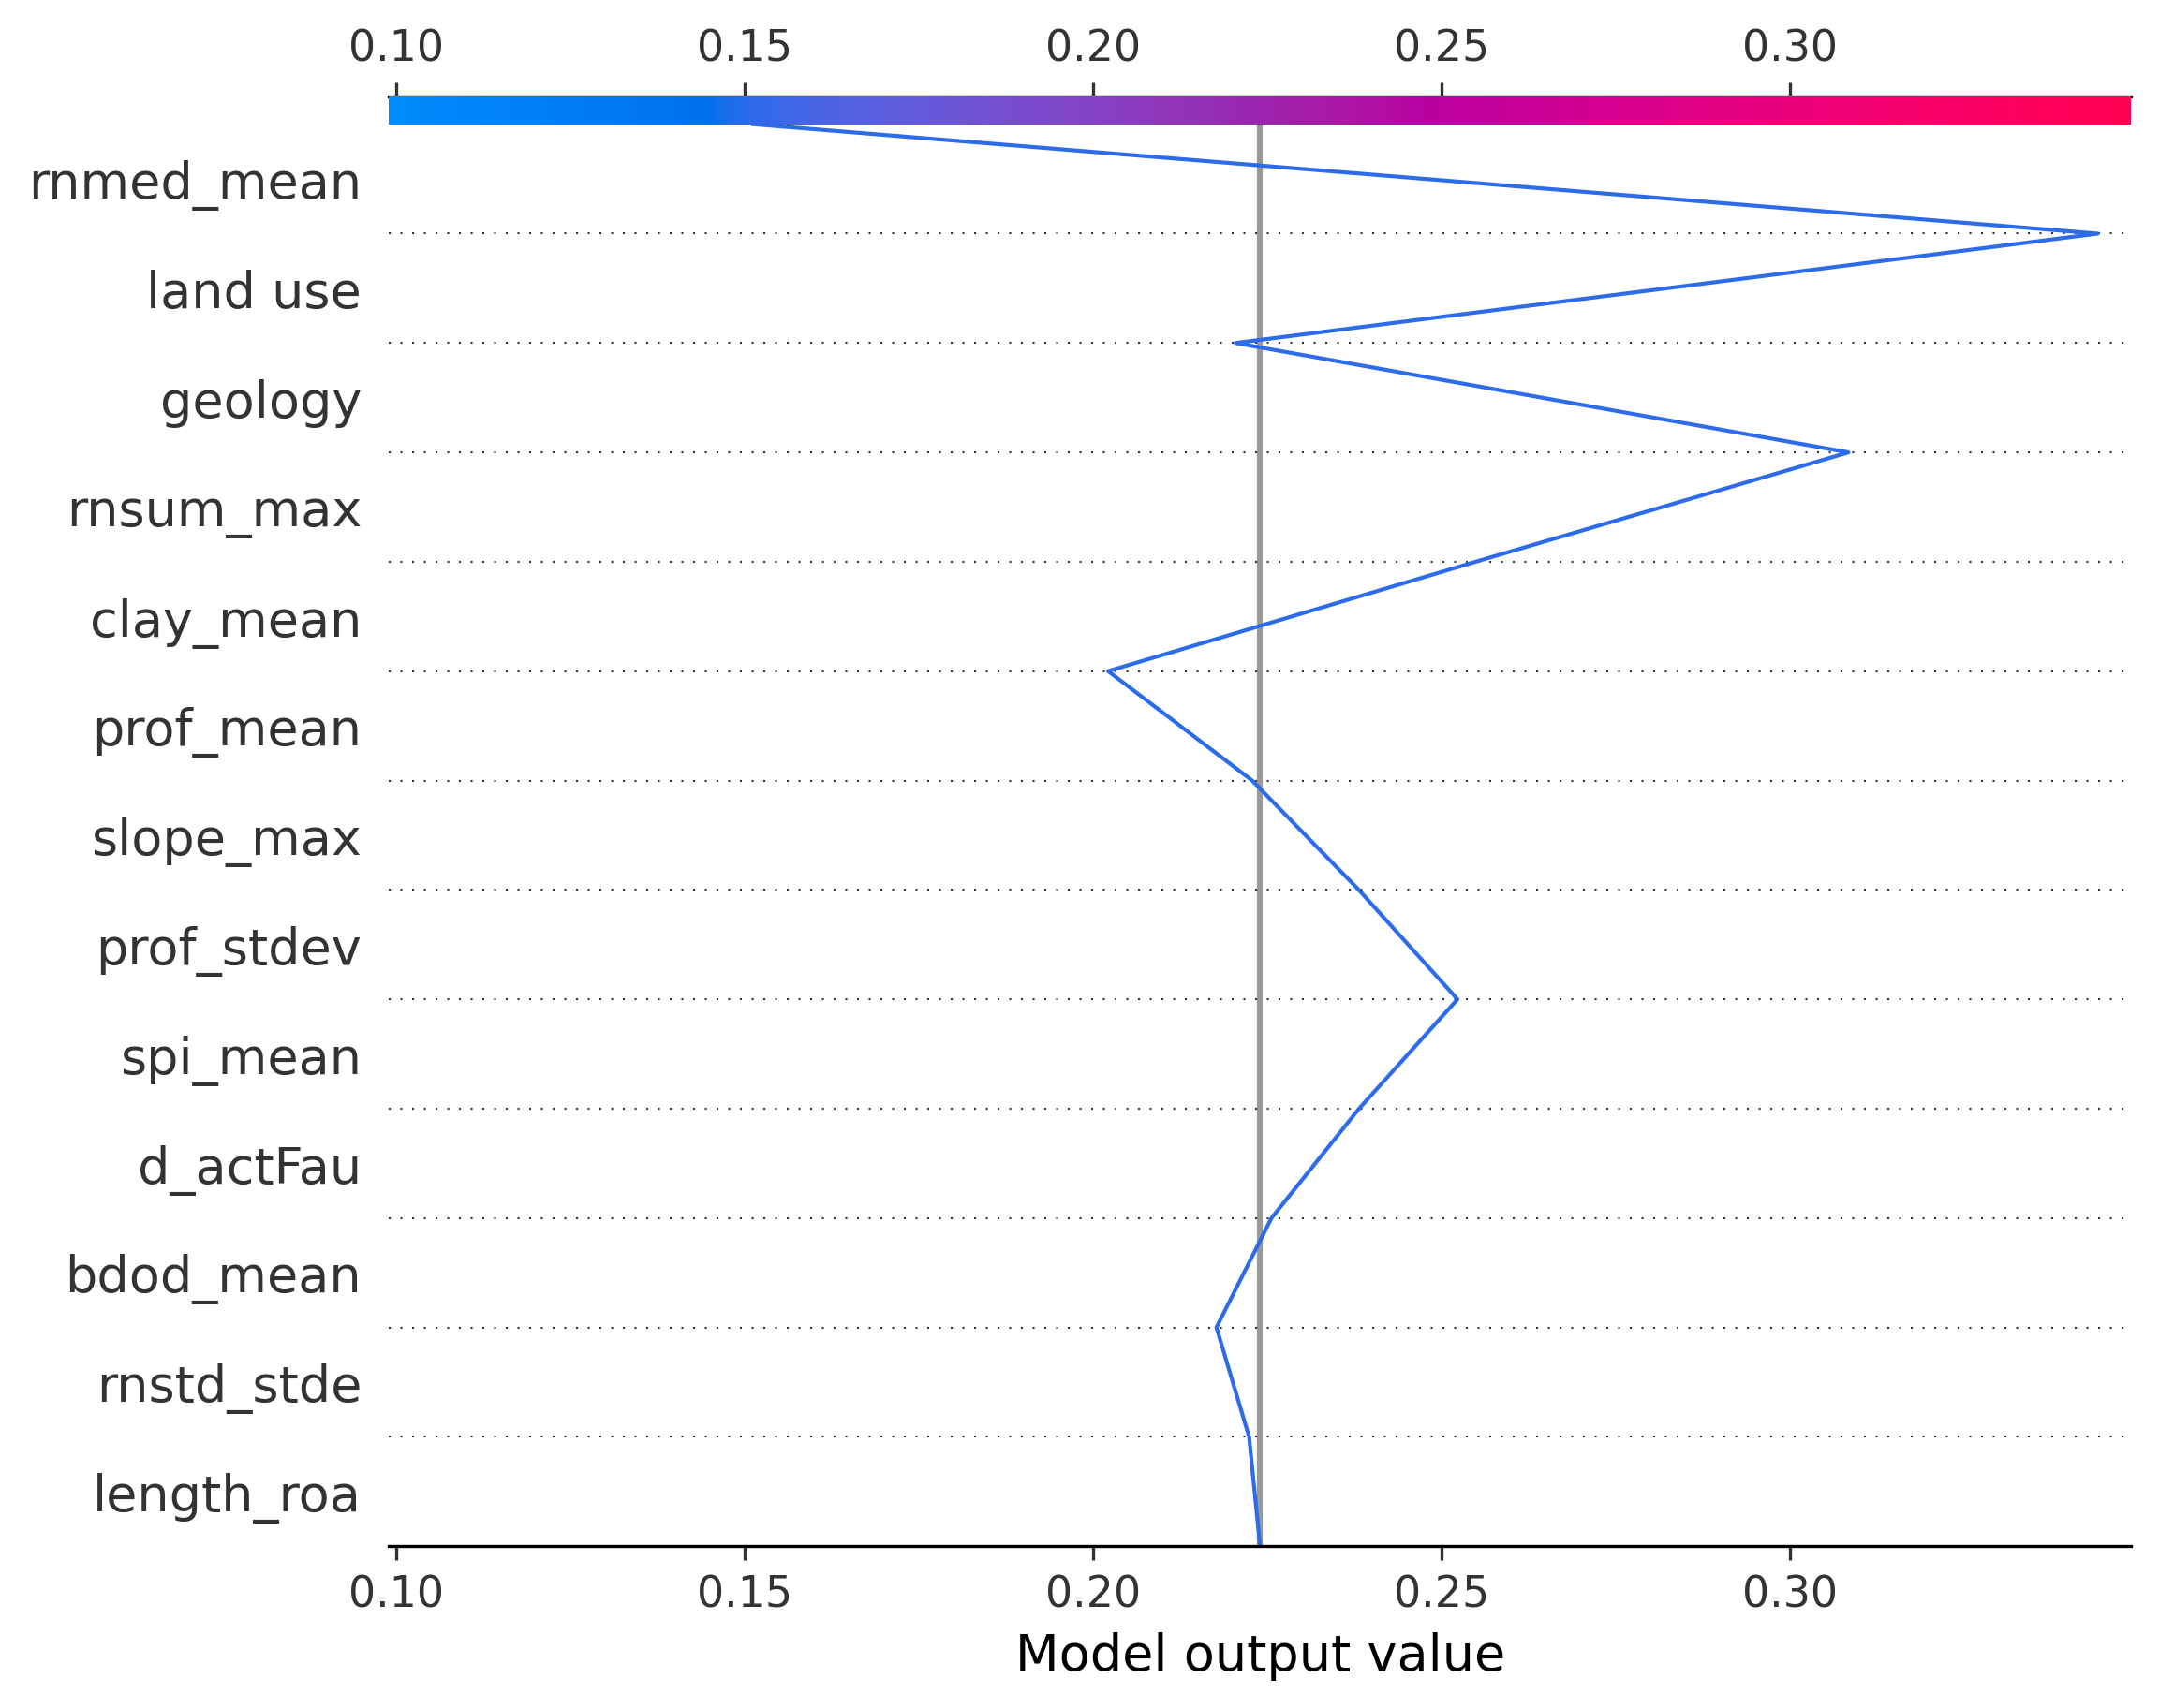 0.10 0.15 0.20 0.25 0.30
rnmed_mean
land use
geology
rnsum_max
clay_mean
prof_mean
slope_max
prof_stdev
spi_mean
d_actFau
bdod_mean
rnstd_stde
length_roa
0.10 0.15 0.20 0.25 0.30
Model output value